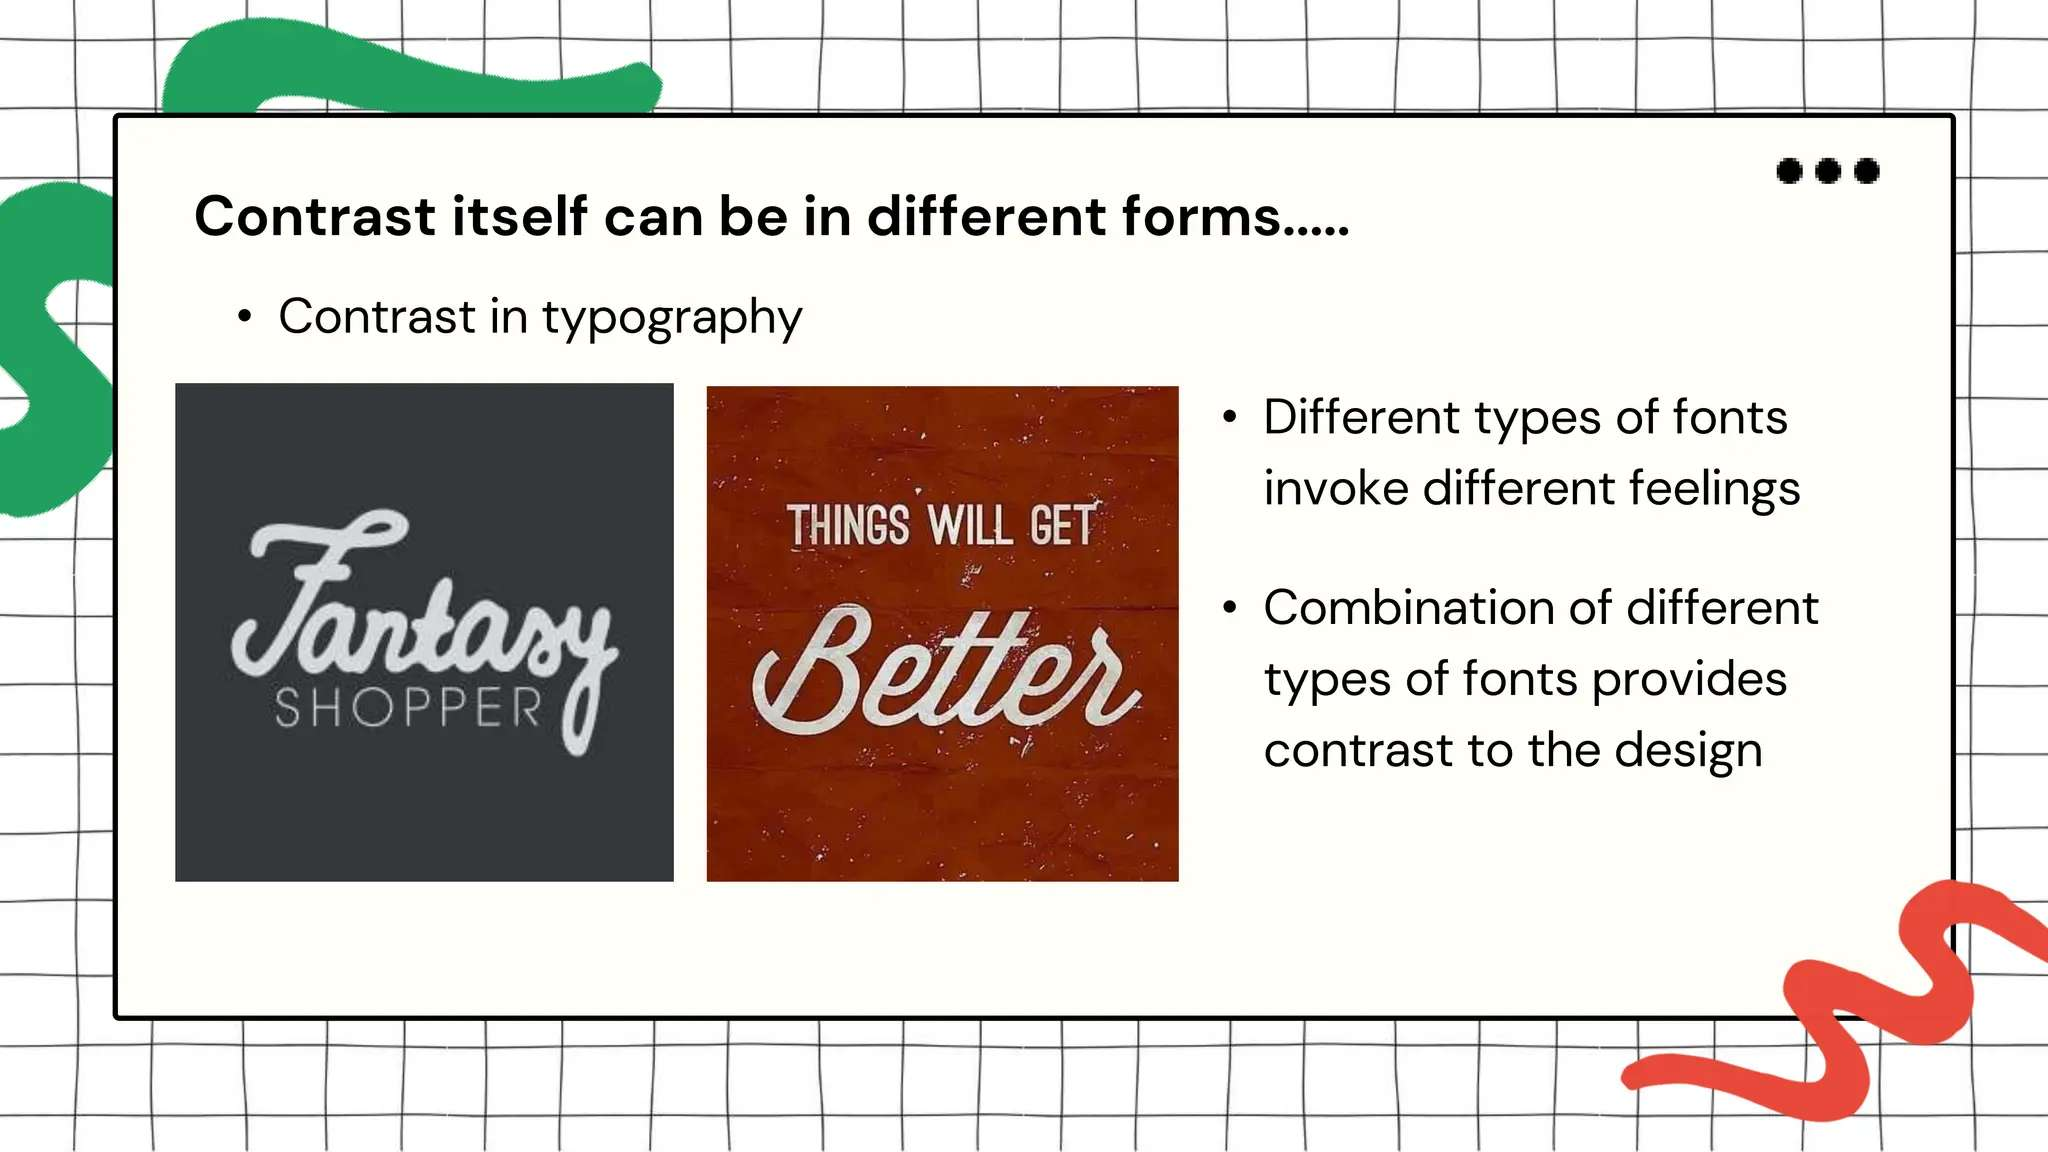 Contrast itself can be in different forms.....
• Contrast in typography
Fantasy
SHOPPER
THINGS WILL GET
Better
• Different types of fonts
invoke different feelings
• Combination of different
types of fonts provides
contrast to the design